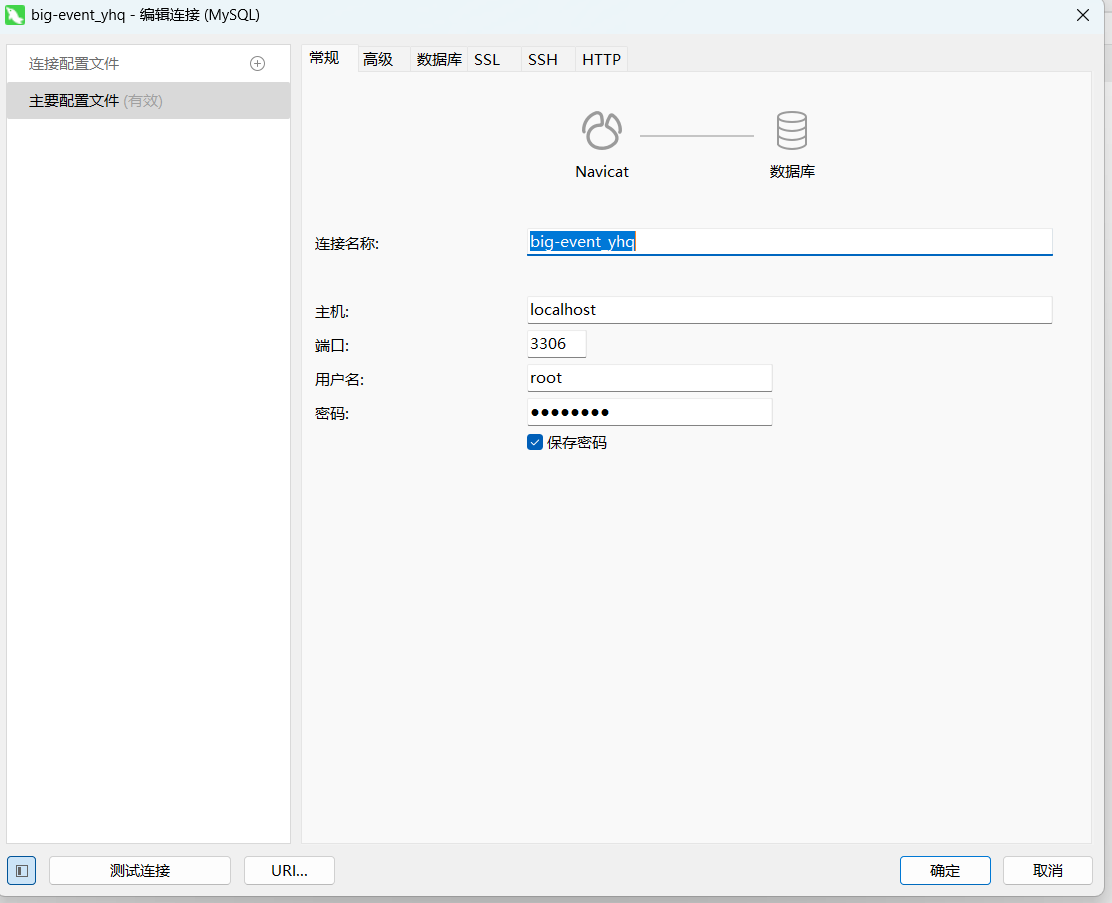 big-event_yhq - 编辑连接 (MySQL)
连接配置文件
主要配置文件 (有效)
常规 高级 数据库 SSL SSH HTTP
Navicat 数据库
连接名称: big-event_yhq
主机: localhost
端口: 3306
用户名: root
密码: ●●●●●●●●
保存密码
测试连接 URI... 确定 取消